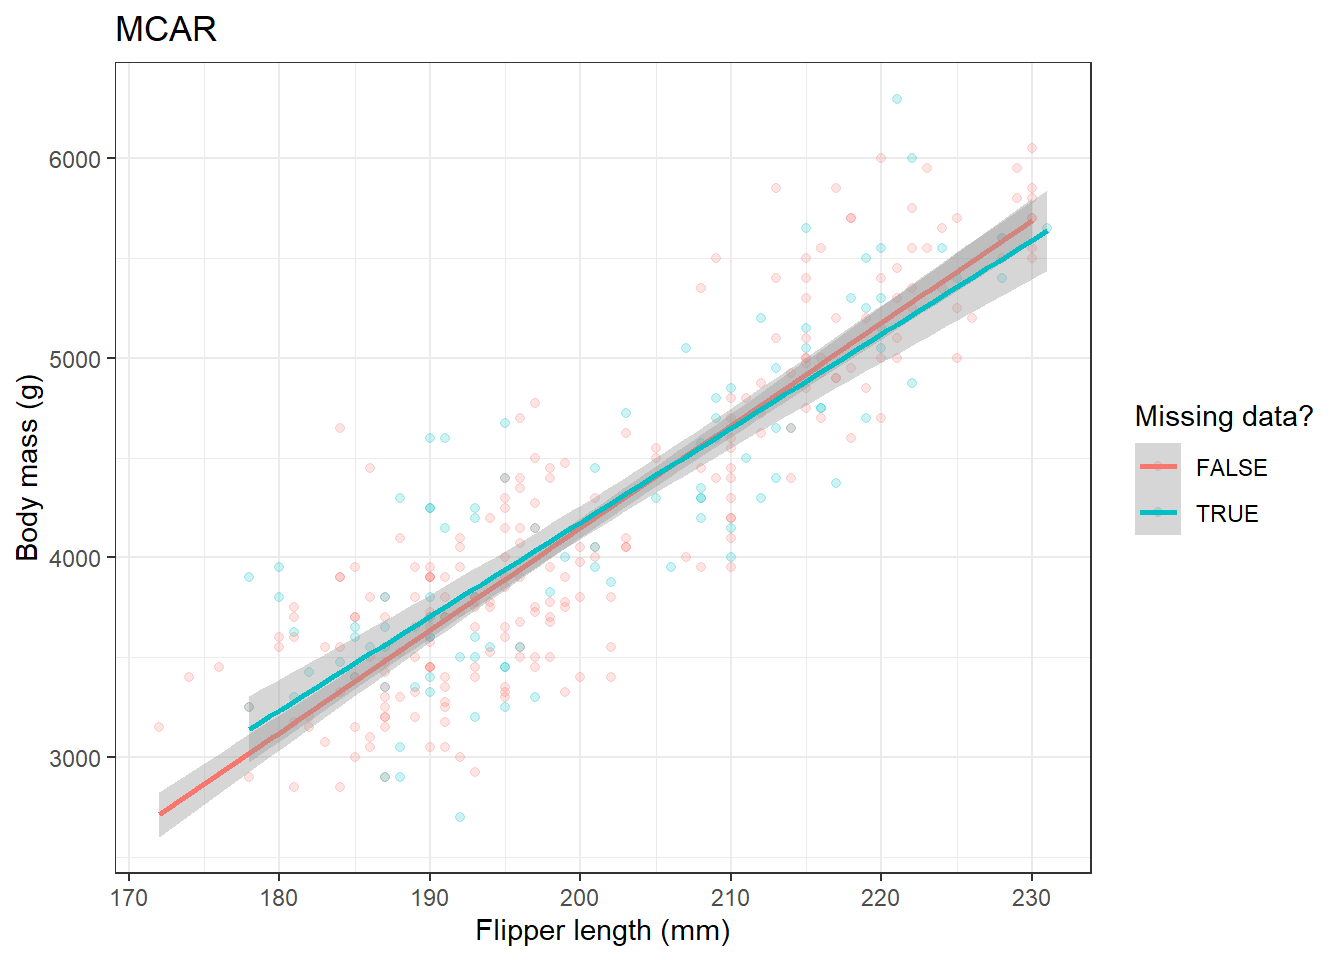 MCAR
6000
5000
4000
3000
Body mass (g)
170 180 190 200 210 220 230
Flipper length (mm)
Missing data?
FALSE
TRUE